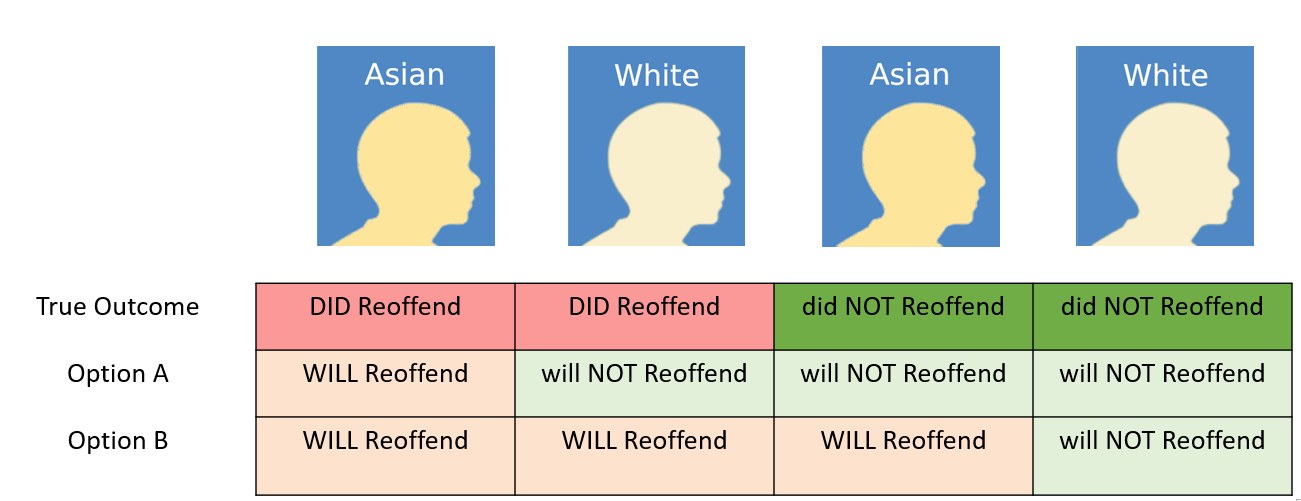 Asian
White
Asian
White
True Outcome DID Reoffend DID Reoffend did NOT Reoffend did NOT Reoffend
Option A WILL Reoffend will NOT Reoffend will NOT Reoffend will NOT Reoffend
Option B WILL Reoffend WILL Reoffend WILL Reoffend will NOT Reoffend